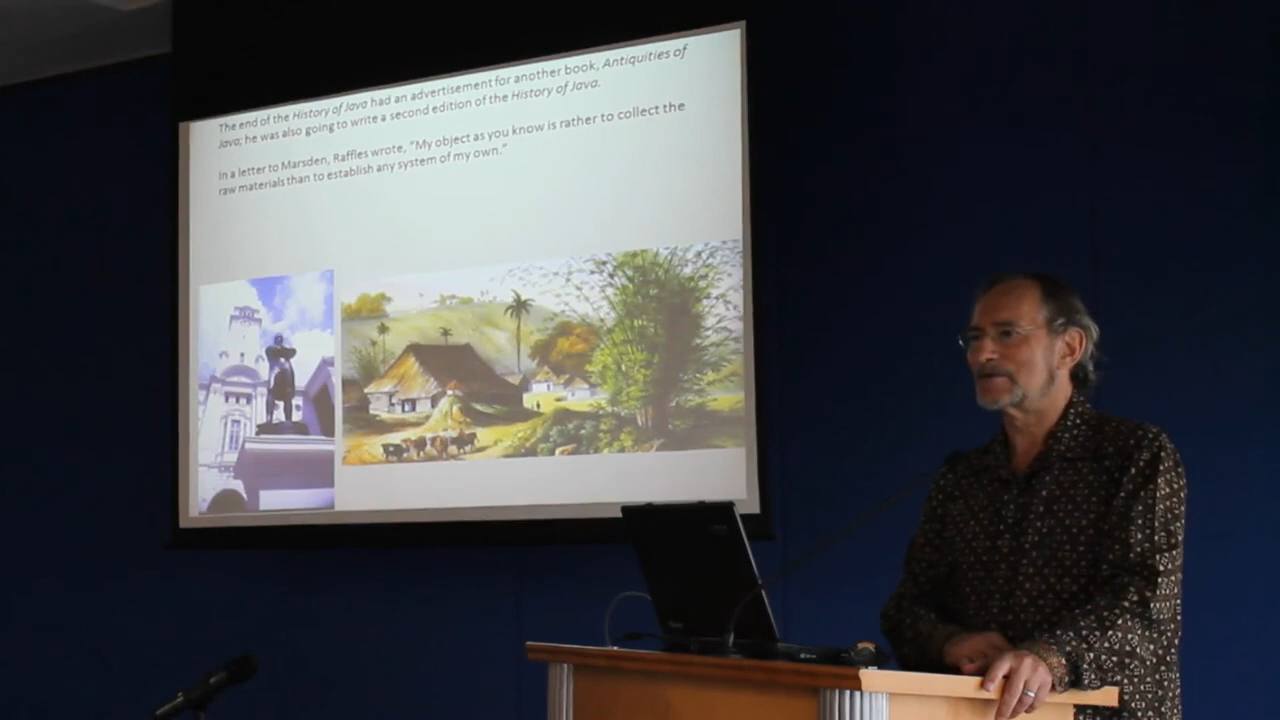 The end of the History of Java had an advertisement for another book, Antiquities of
Java; he was also going to write a second edition of the History of Java.
In a letter to Marsden, Raffles wrote, “My object as you know is rather to collect the
raw materials than to establish any system of my own.”